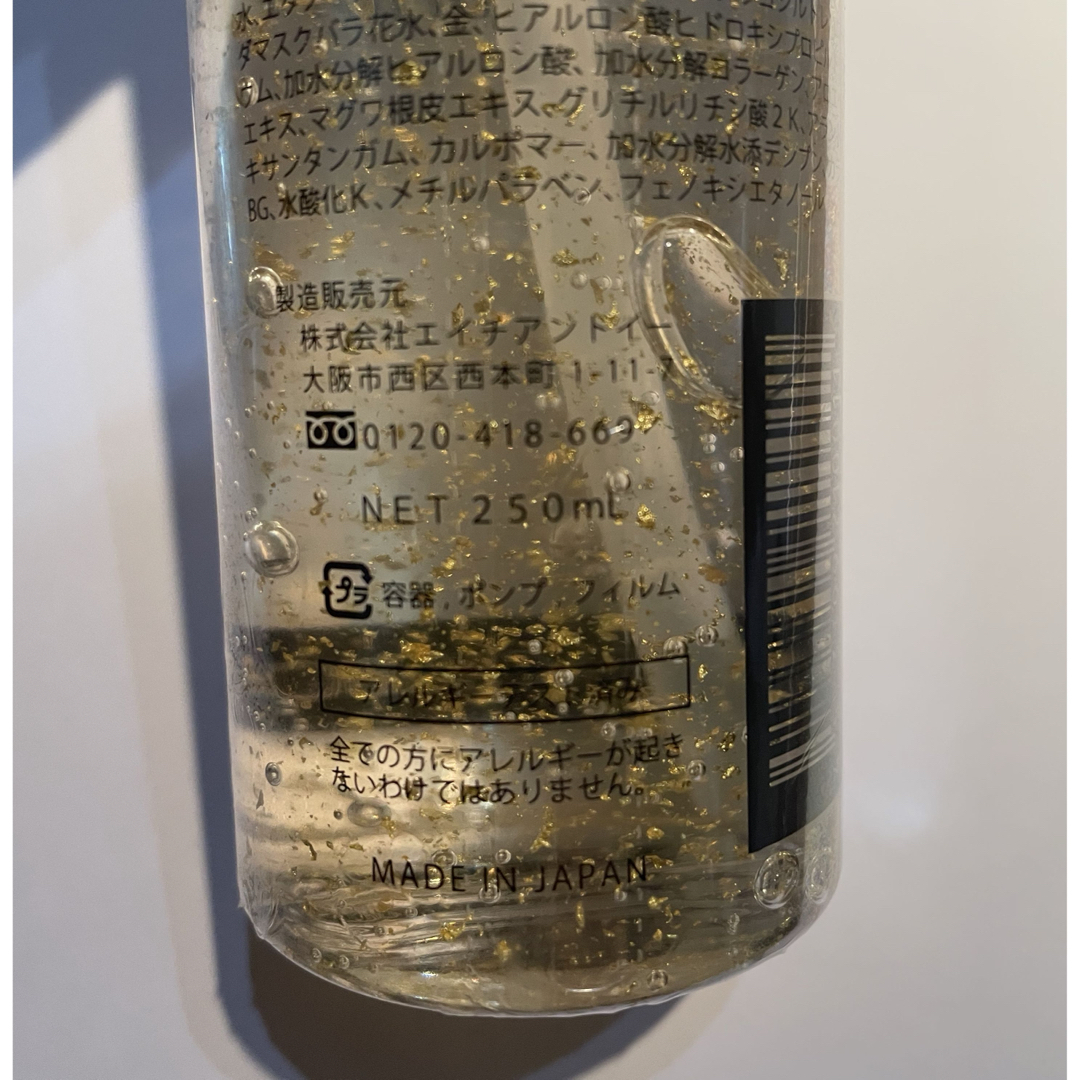 水、エタ
ダマスクバラ花水、金、ヒアルロン酸ヒドロキシプロ
ウム、加水分解ヒアルロン酸、加水分解コラーゲン、
エキス、マグワ根皮エキス、グリチルリチン酸2K、ア
キサンタンガム、カルボマー、加水分解水添デンプン、
BG、水酸化K、メチルパラベン、フェノキシエタノール
製造販売元
株式会社エイチアンドイー
大阪市西区西本町 1-11-7
0120-418-669
NET 250mL
プラ 容器,ポンプ,フィルム
アレルギーテスト済み
全ての方にアレルギーが起き
ないわけではありません。
MADE IN JAPAN